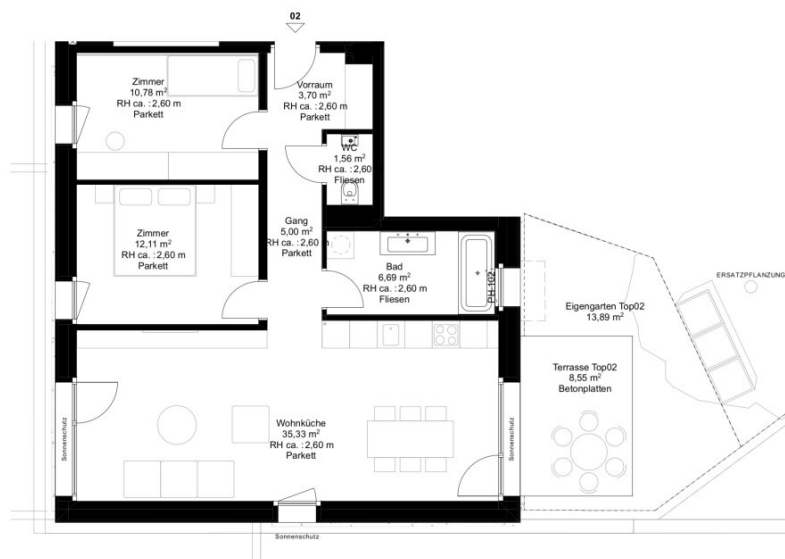 02
Zimmer
10,78 m²
RH ca. :2,60 m
Parkett
Vorraum
3,70 m²
RH ca. :2,60 m
Parkett
WC
1,56 m²
RH ca. :2,60
Fliesen
Zimmer
12,11 m²
RH ca. :2,60 m
Parkett
Gang
5,00 m²
RH ca. :2,60 m
Parkett
Bad
6,69 m²
RH ca. :2,60 m
Fliesen
PH 102
ERSATZPFLANZUNG
Eigengarten Top02
13,89 m²
Terrasse Top02
8,55 m²
Betonplatten
Wohnküche
35,33 m²
RH ca. :2,60 m
Parkett
Sonnenschutz
Sonnenschutz
Sonnenschutz